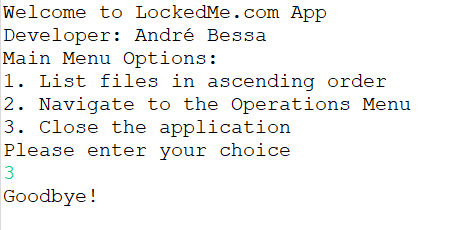 Welcome to LockedMe.com App
Developer: André Bessa
Main Menu Options:
1. List files in ascending order
2. Navigate to the Operations Menu
3. Close the application
Please enter your choice
3
Goodbye!